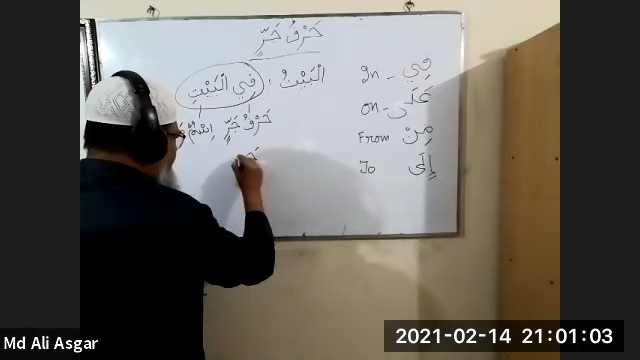 حَرْفُ جَرٍّ
فِي - In
اَلْبَيْتُ ، فِي الْبَيْتِ
عَلَى - on
حَرْفُ جَرٍّ اِسْمٌ
مِنْ From
إِلَى To
Md Ali Asgar
2021-02-14 21:01:03